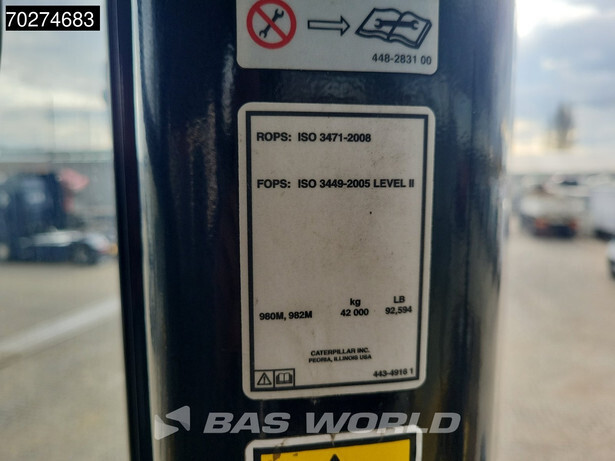 70274683
448-2831 00
ROPS: ISO 3471-2008
FOPS: ISO 3449-2005 LEVEL II
kg LB
980M, 982M 42 000 92,594
CATERPILLAR INC.
PEORIA, ILLINOIS USA
443-4916 1
BAS WORLD